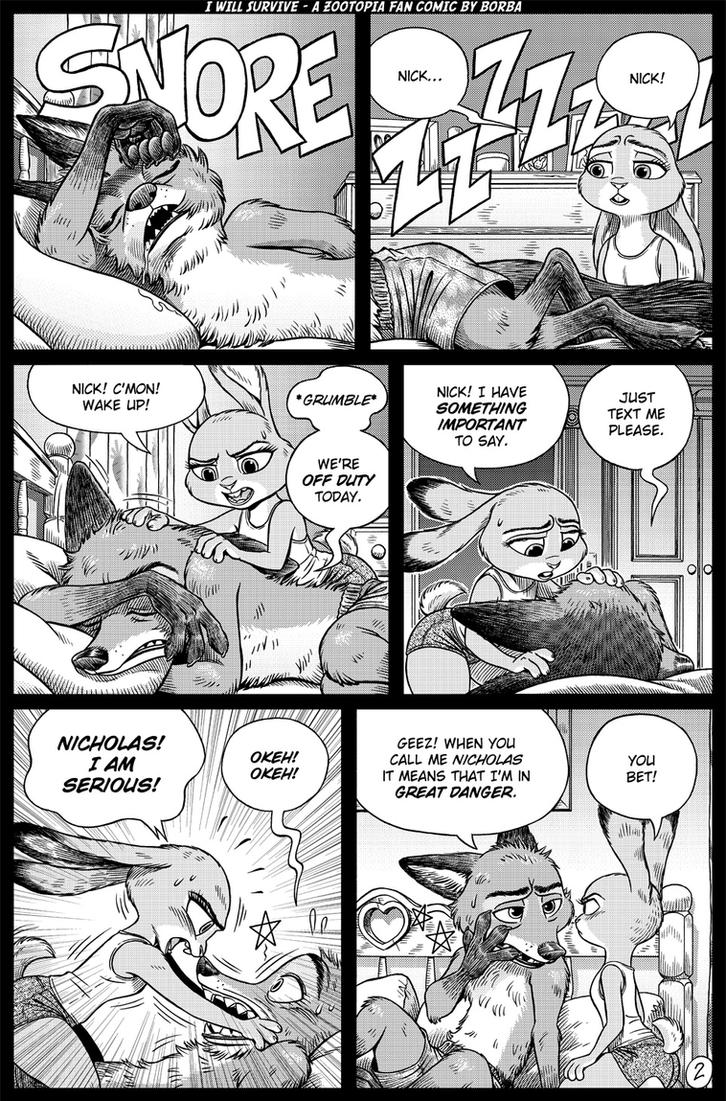 I WILL SURVIVE - A ZOOTOPIA FAN COMIC BY BORBA
SNORE
NICK...
ZZZZZZZ
NICK!
NICK! C'MON!
WAKE UP!
*GRUMBLE*
WE'RE
OFF DUTY
TODAY.
NICK! I HAVE
SOMETHING
IMPORTANT
TO SAY.
JUST
TEXT ME
PLEASE.
NICHOLAS!
I AM
SERIOUS!
OKEH!
OKEH!
GEEZ! WHEN YOU
CALL ME NICHOLAS
IT MEANS THAT I'M IN
GREAT DANGER.
YOU
BET!
2